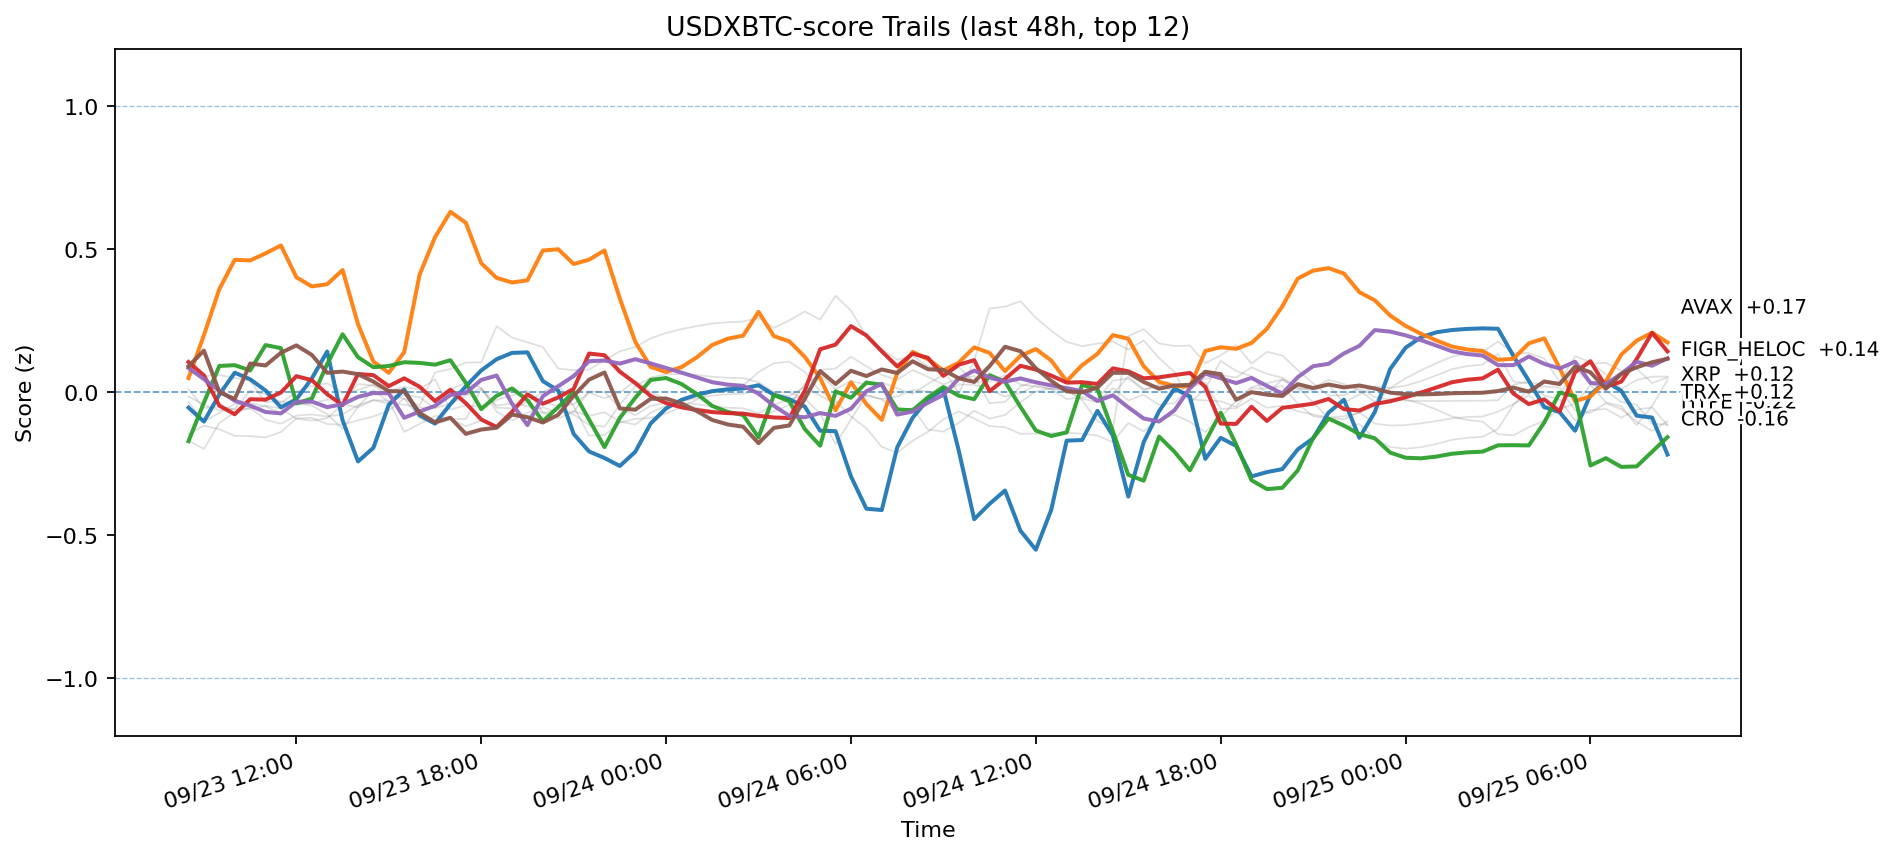 USDXBTC-score Trails (last 48h, top 12)
Score (z)
1.0
0.5
0.0
−0.5
−1.0
AVAX +0.17
FIGR_HELOC +0.14
XRP +0.12
TRX +0.12
CRO -0.16
09/23 12:00
09/23 18:00
09/24 00:00
09/24 06:00
09/24 12:00
09/24 18:00
09/25 00:00
09/25 06:00
Time